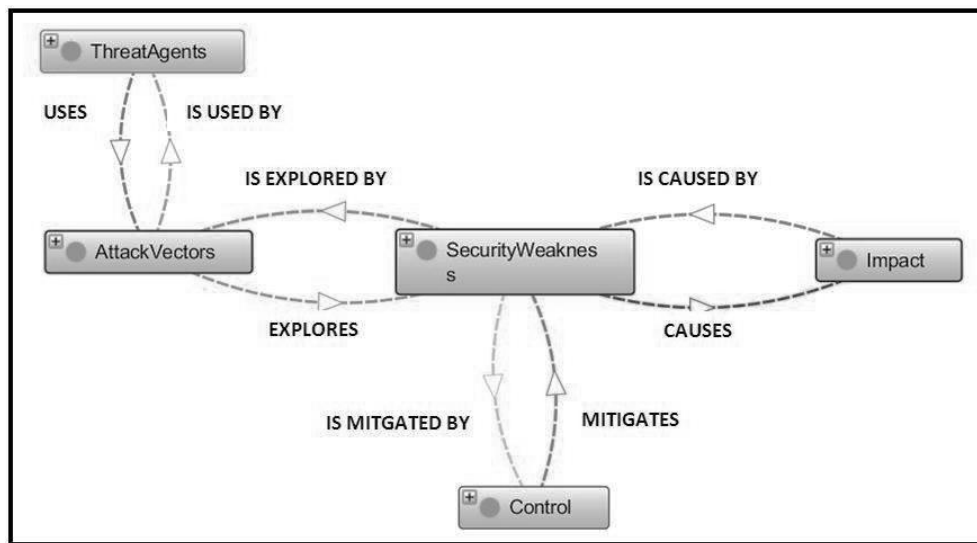 ThreatAgents
USES
IS USED BY
IS EXPLORED BY
IS CAUSED BY
AttackVectors
SecurityWeaknes
s
Impact
EXPLORES
CAUSES
IS MITGATED BY
MITIGATES
Control